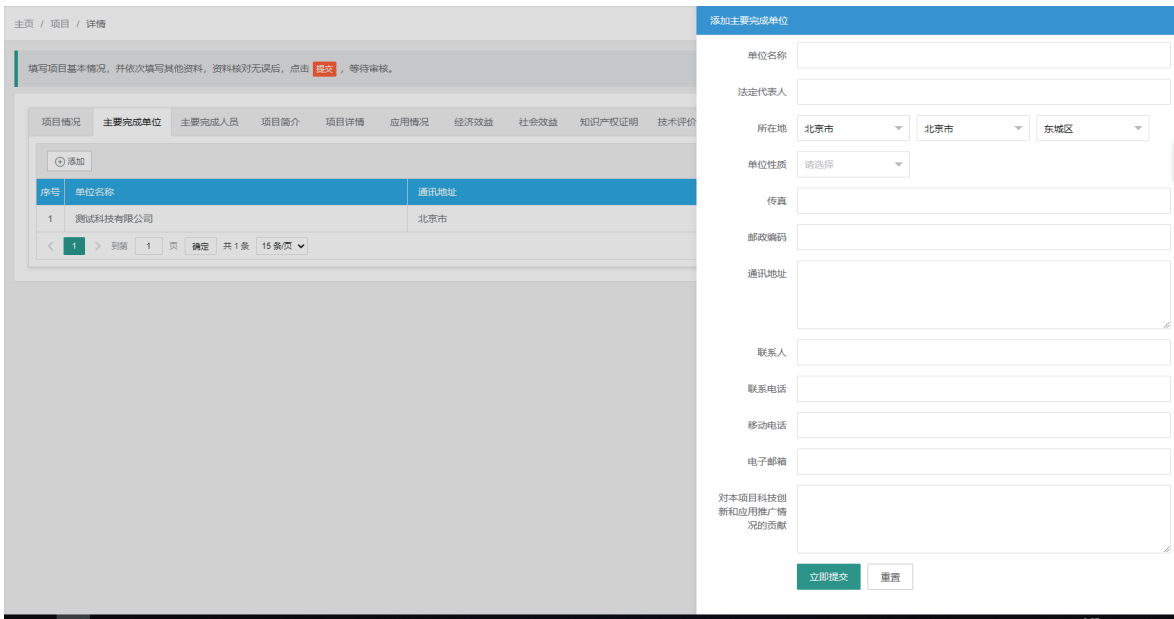 主页 / 项目 / 详情
填写项目基本情况，并依次填写其他资料，资料核对无误后，点击 提交 ，等待审核。
项目情况 主要完成单位 主要完成人员 项目简介 项目详情 应用情况 经济效益 社会效益 知识产权证明 技术评价
添加
序号 单位名称 通讯地址
1 测试科技有限公司 北京市
< 1 > 到第 1 页 确定 共 1 条 15 条/页
添加主要完成单位
单位名称
法定代表人
所在地 北京市 北京市 东城区
单位性质 请选择
传真
邮政编码
通讯地址
联系人
联系电话
移动电话
电子邮箱
对本项目科技创
新和应用推广情
况的贡献
立即提交 重置